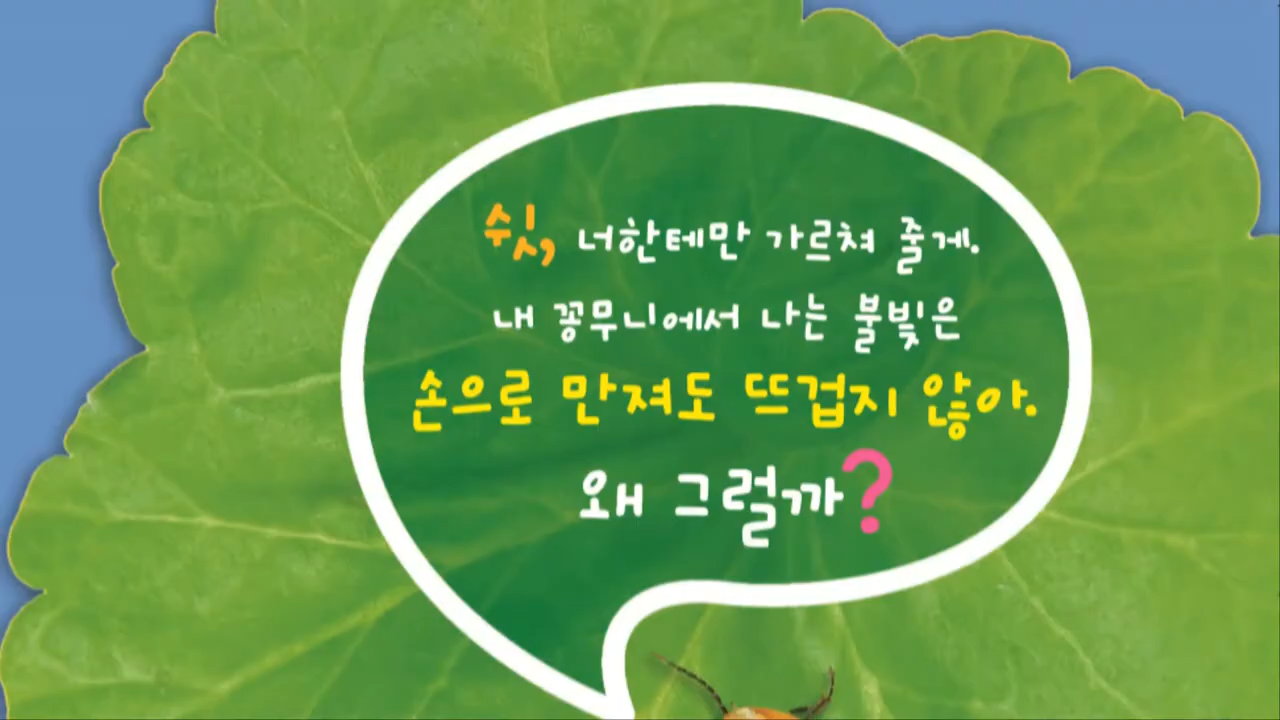 쉿, 너한테만 가르쳐 줄게.
내 꽁무니에서 나는 불빛은
손으로 만져도 뜨겁지 않아.
왜 그럴까?